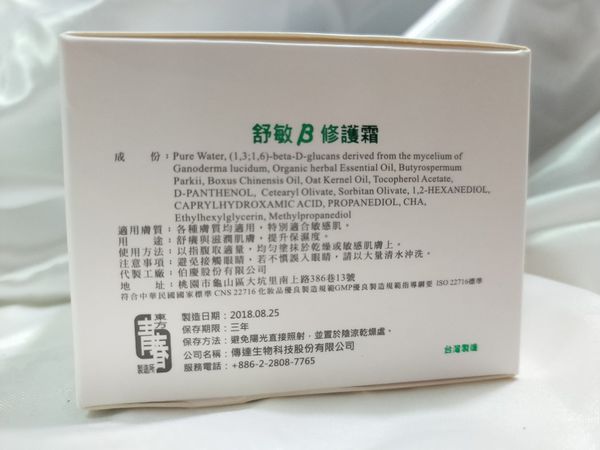 舒敏β修護霜
成　份：Pure Water, (1,3;1,6)-beta-D-glucans derived from the mycelium of
Ganoderma lucidum, Organic herbal Essential Oil, Butyrospermum
Parkii, Boxus Chinensis Oil, Oat Kernel Oil, Tocopherol Acetate,
D-PANTHENOL, Cetearyl Olivate, Sorbitan Olivate, 1,2-HEXANEDIOL,
CAPRYLHYDROXAMIC ACID, PROPANEDIOL, CHA,
Ethylhexylglycerin, Methylpropanediol
適用膚質：各種膚質均適用，特別適合敏感肌。
用　途：舒癢與滋潤肌膚，提升保濕度。
使用方法：以指腹取適量，均勻塗抹於乾燥或敏感肌膚上。
注意事項：避免接觸眼睛，若不慎誤入眼睛，請以大量清水沖洗。
代製工廠：伯慶股份有限公司
地　址：桃園市龜山區大坑里南上路386巷13號
符合中華民國國家標準 CNS 22716 化妝品優良製造規範GMP優良製造規範指導綱要 ISO 22716標準
東方
青春
製造所
製造日期：2018.08.25
保存期限：三年
保存方法：避免陽光直接照射，並置於陰涼乾燥處。
公司名稱：傳達生物科技股份有限公司
服務電話：+886-2-2808-7765
台灣製造